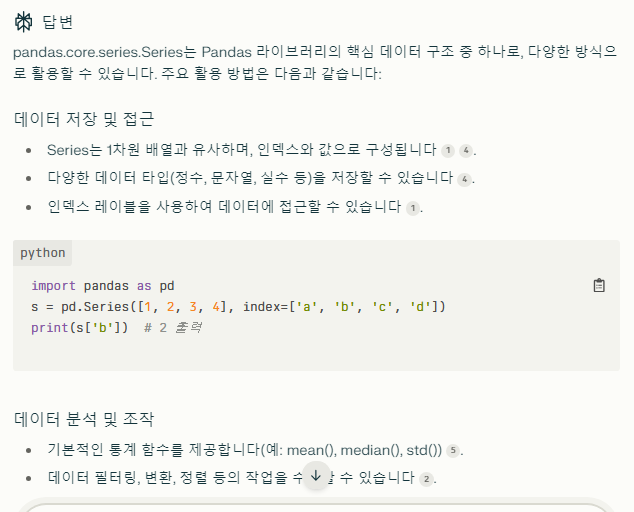 답변
pandas.core.series.Series는 Pandas 라이브러리의 핵심 데이터 구조 중 하나로, 다양한 방식으
로 활용할 수 있습니다. 주요 활용 방법은 다음과 같습니다:
데이터 저장 및 접근
• Series는 1차원 배열과 유사하며, 인덱스와 값으로 구성됩니다 1 4.
• 다양한 데이터 타입(정수, 문자열, 실수 등)을 저장할 수 있습니다 4.
• 인덱스 레이블을 사용하여 데이터에 접근할 수 있습니다 1.
python
import pandas as pd
s = pd.Series([1, 2, 3, 4], index=['a', 'b', 'c', 'd'])
print(s['b'])  # 2 출력
데이터 분석 및 조작
• 기본적인 통계 함수를 제공합니다(예: mean(), median(), std()) 5.
• 데이터 필터링, 변환, 정렬 등의 작업을 할 수 있습니다 2.